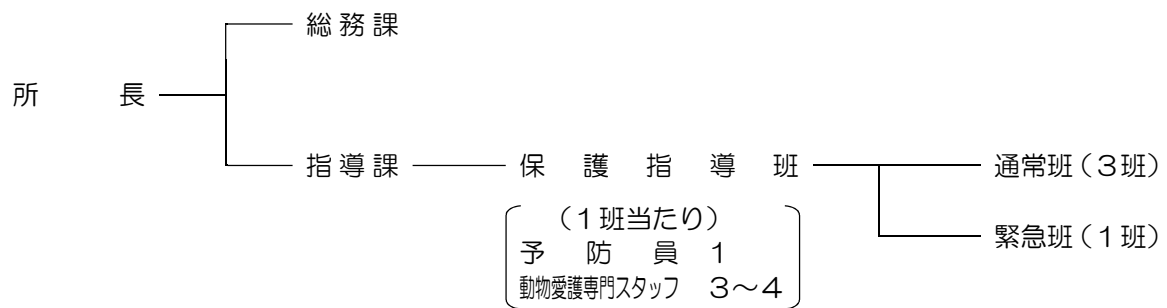 総務課
所長
指導課 保護指導班 通常班（３班）
（１班当たり）
予防員 １
動物愛護専門スタッフ ３～４
緊急班（１班）